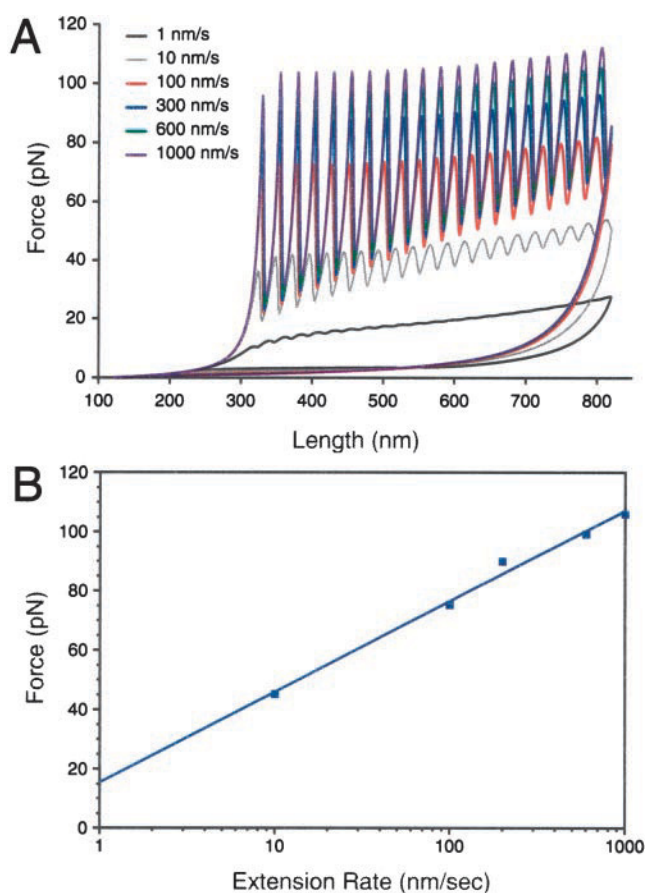 A
120
100
80
60
40
20
0
Force (pN)
1 nm/s
10 nm/s
100 nm/s
300 nm/s
600 nm/s
1000 nm/s
100 200 300 400 500 600 700 800
Length (nm)
B
120
100
80
60
40
20
0
Force (pN)
1 10 100 1000
Extension Rate (nm/sec)